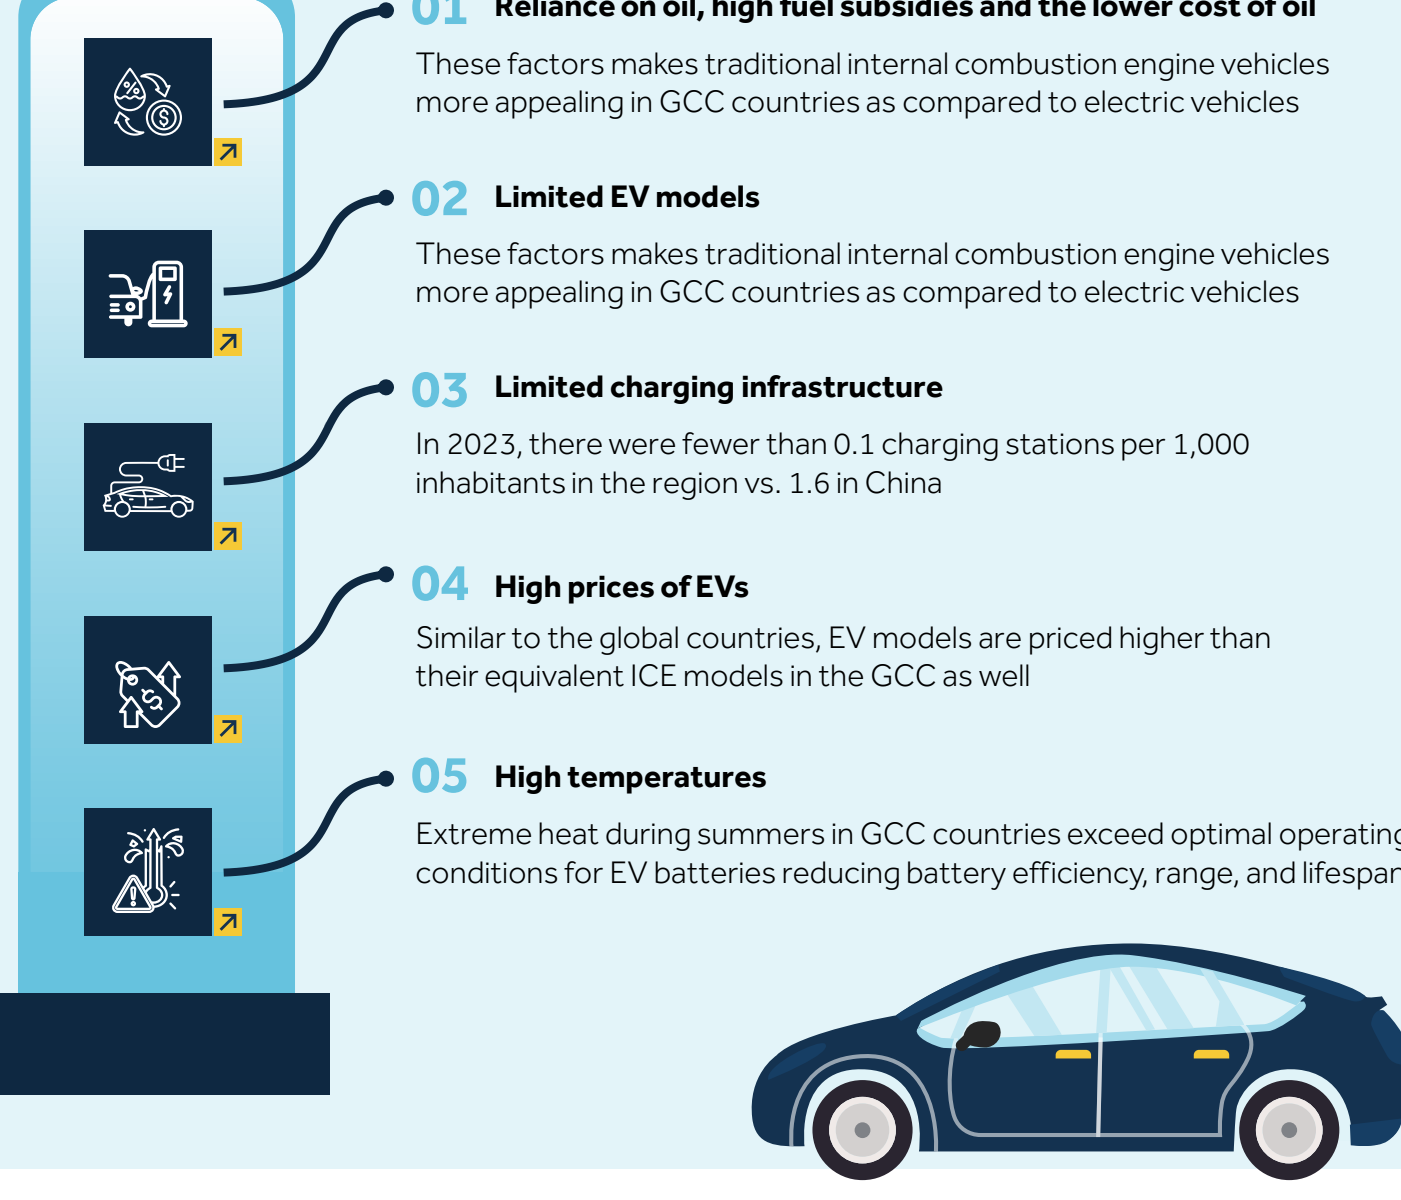 01 Reliance on oil, high fuel subsidies and the lower cost of oil
These factors makes traditional internal combustion engine vehicles
more appealing in GCC countries as compared to electric vehicles
02 Limited EV models
These factors makes traditional internal combustion engine vehicles
more appealing in GCC countries as compared to electric vehicles
03 Limited charging infrastructure
In 2023, there were fewer than 0.1 charging stations per 1,000
inhabitants in the region vs. 1.6 in China
04 High prices of EVs
Similar to the global countries, EV models are priced higher than
their equivalent ICE models in the GCC as well
05 High temperatures
Extreme heat during summers in GCC countries exceed optimal operating
conditions for EV batteries reducing battery efficiency, range, and lifespan